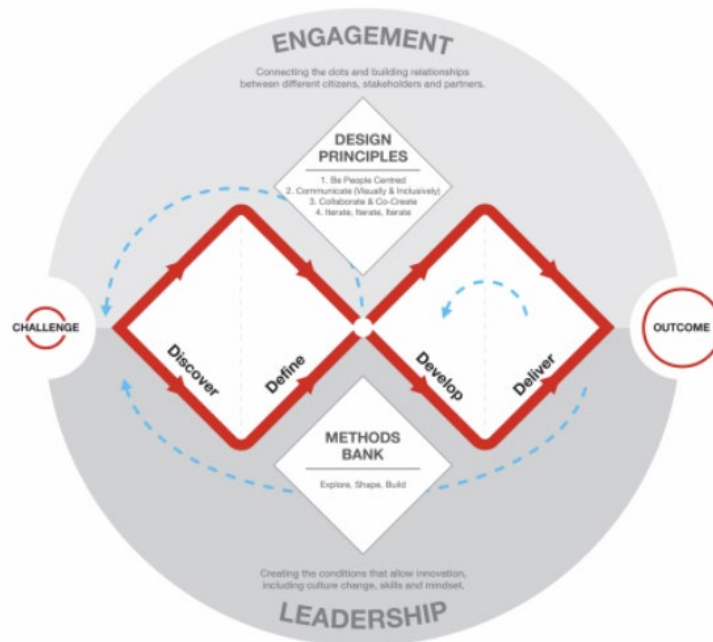 ENGAGEMENT
Connecting the dots and building relationships
between different citizens, stakeholders and partners.
DESIGN
PRINCIPLES
1. Be People Centred
2. Communicate (Visually & Inclusively)
3. Collaborate & Co-Create
4. Iterate, Iterate, Iterate
CHALLENGE
OUTCOME
Discover
Define
Develop
Deliver
METHODS
BANK
Explore, Shape, Build
Creating the conditions that allow innovation,
including culture change, skills and mindset.
LEADERSHIP